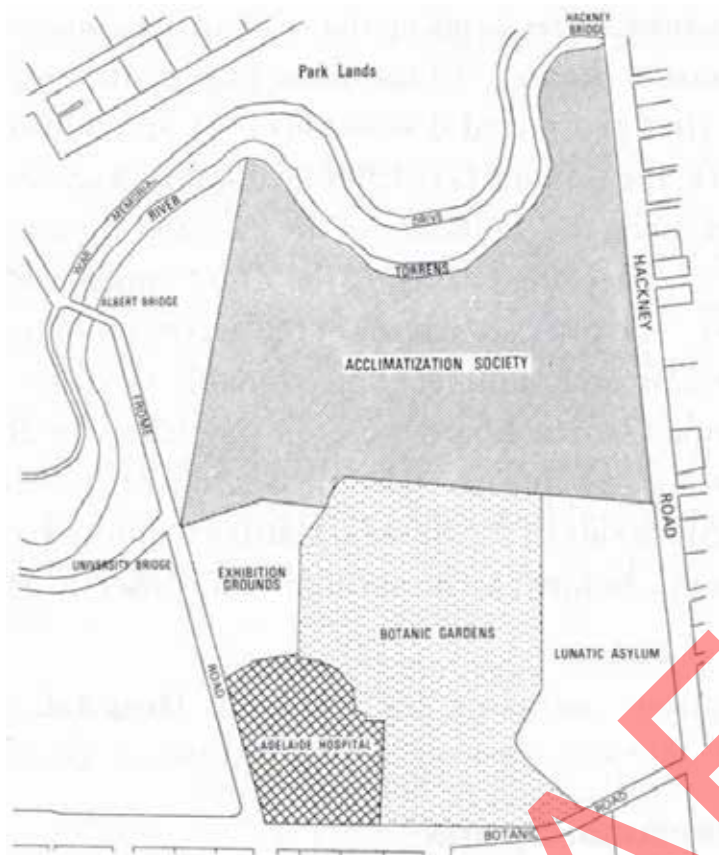 HACKNEY
BRIDGE
Park Lands
WAR MEMORIAL DRIVE
RIVER TORRENS
HACKNEY ROAD
ALBERT BRIDGE
ACCLIMATIZATION SOCIETY
FROME ROAD
UNIVERSITY BRIDGE
EXHIBITION
GROUNDS
BOTANIC GARDENS
LUNATIC ASYLUM
ADELAIDE HOSPITAL
BOTANIC ROAD